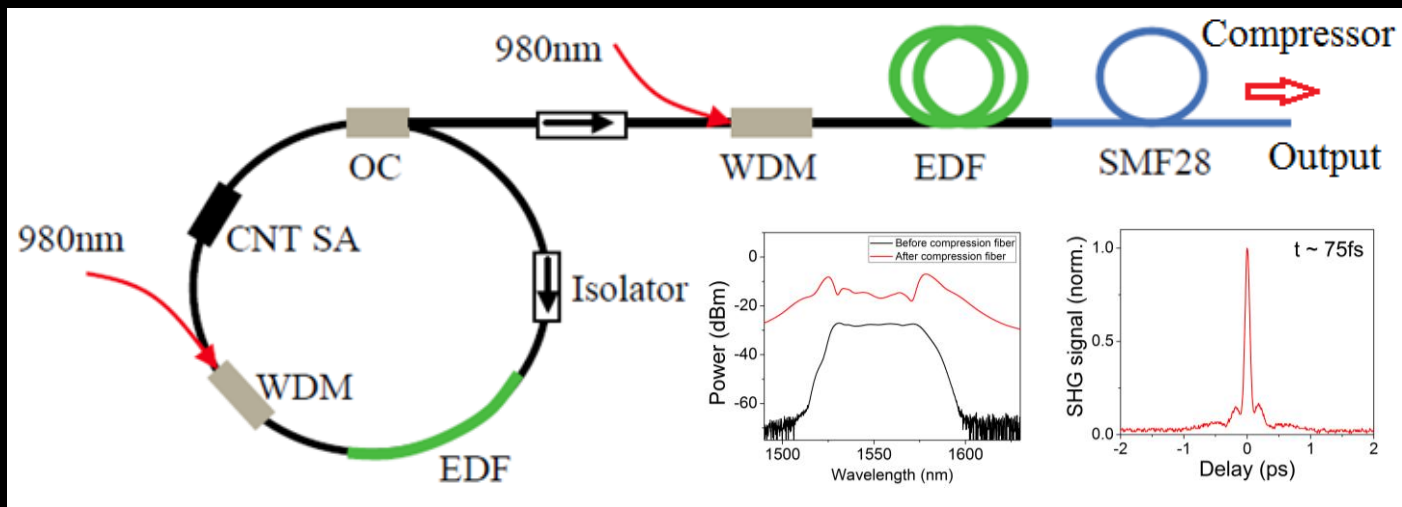 980nm
Compressor
OC
WDM
EDF
SMF28
Output
980nm
CNT SA
Isolator
WDM
EDF
Before compression fiber
After compression fiber
0
-20
-40
-60
Power (dBm)
1500
1550
1600
Wavelength (nm)
t ~ 75fs
1.0
0.5
0.0
SHG signal (norm.)
-2
-1
0
1
2
Delay (ps)